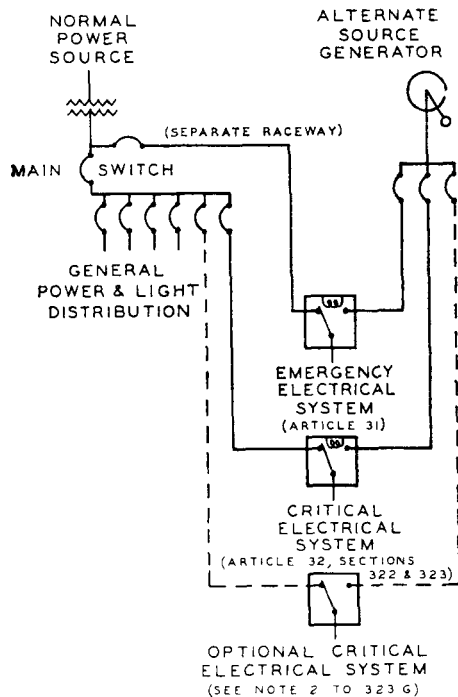 NORMAL
POWER
SOURCE
ALTERNATE
SOURCE
GENERATOR
(SEPARATE RACEWAY)
MAIN SWITCH
GENERAL
POWER & LIGHT
DISTRIBUTION
EMERGENCY
ELECTRICAL
SYSTEM
(ARTICLE 31)
CRITICAL
ELECTRICAL
SYSTEM
(ARTICLE 32, SECTIONS
322 & 323)
OPTIONAL CRITICAL
ELECTRICAL SYSTEM
(SEE NOTE 2 TO 323 G)